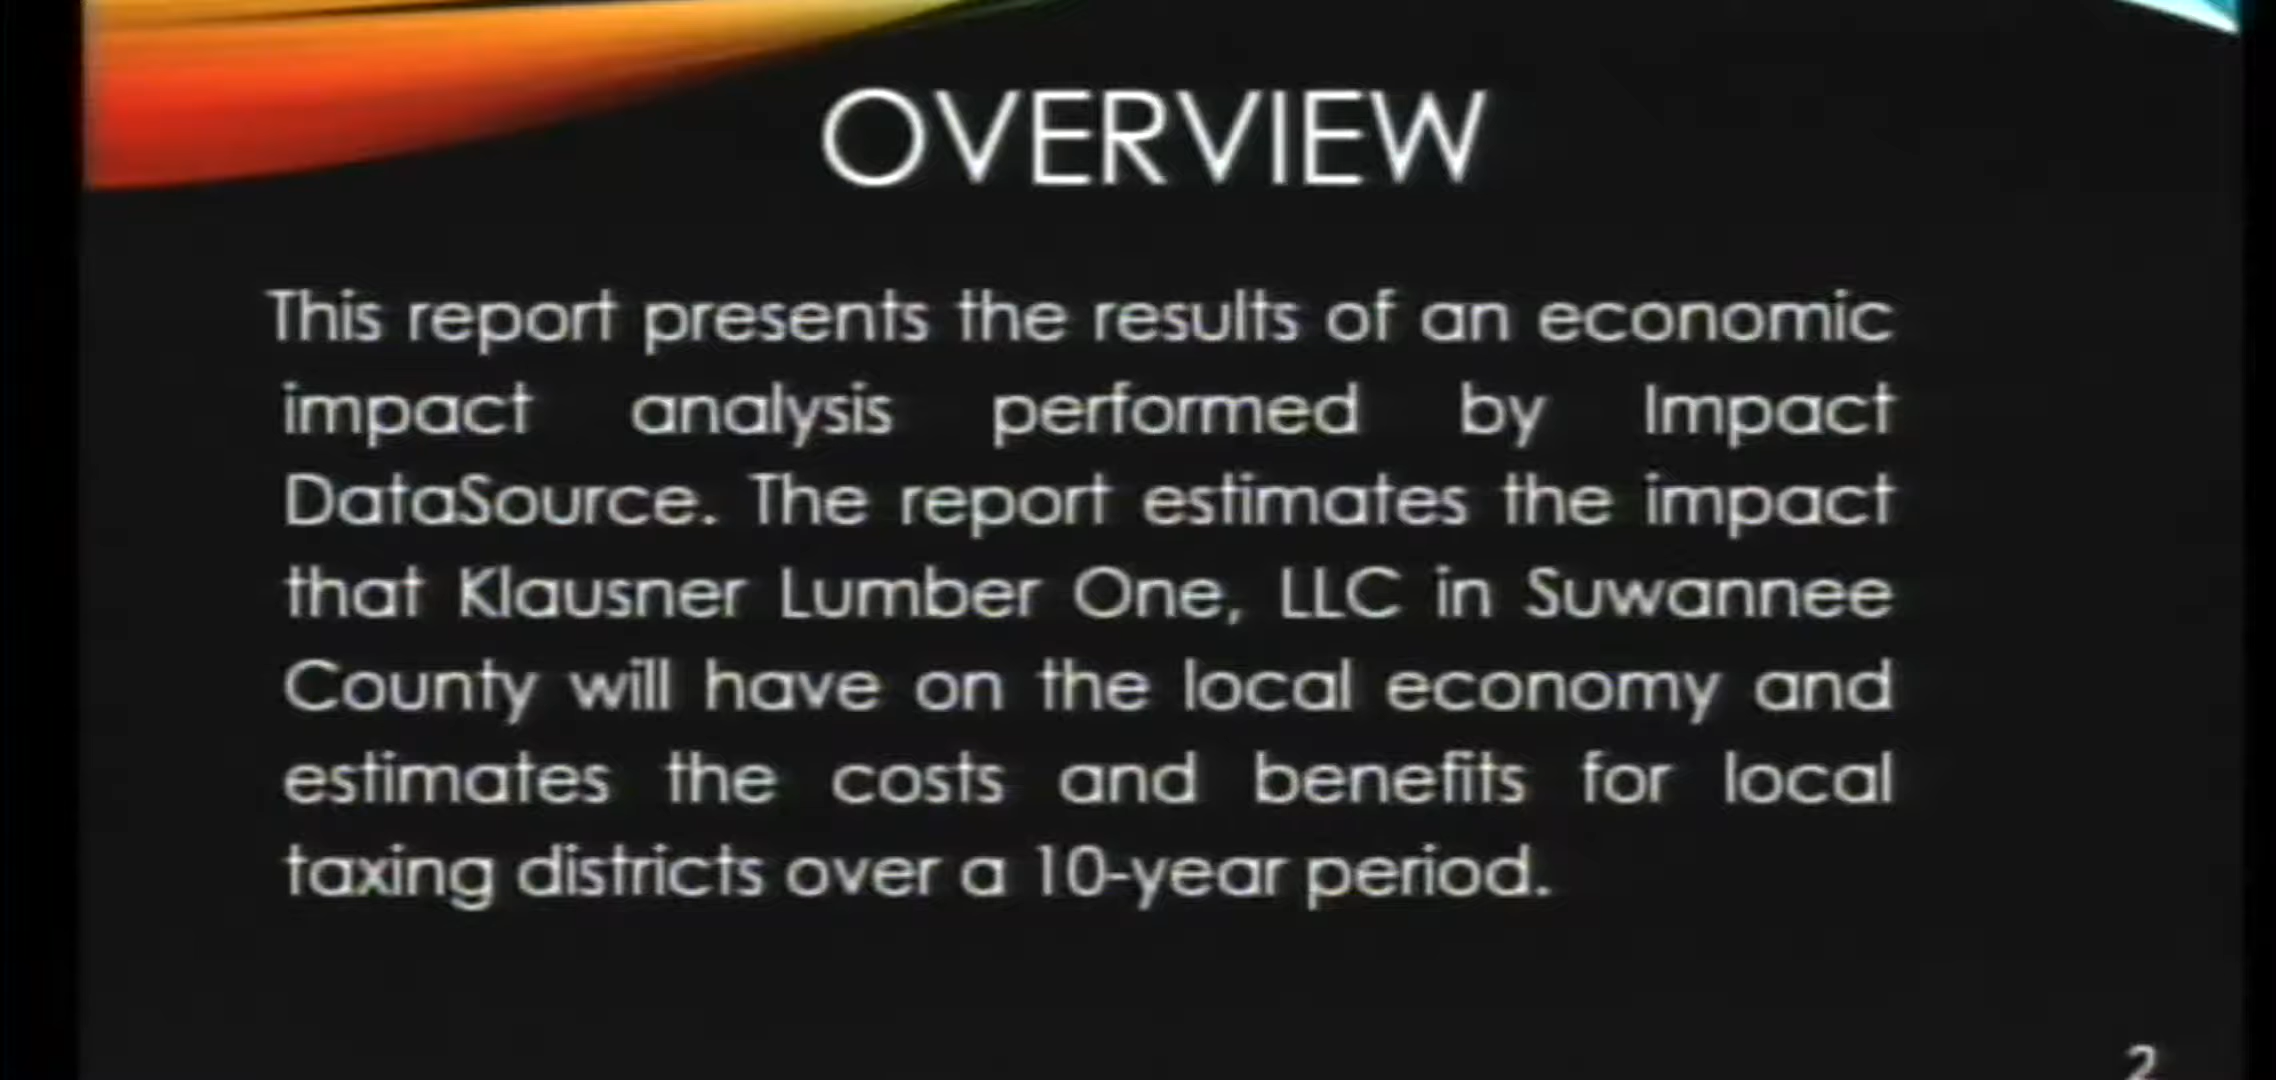 OVERVIEW
This report presents the results of an economic
impact analysis performed by Impact
DataSource. The report estimates the impact
that Klausner Lumber One, LLC in Suwannee
County will have on the local economy and
estimates the costs and benefits for local
taxing districts over a 10-year period.
2